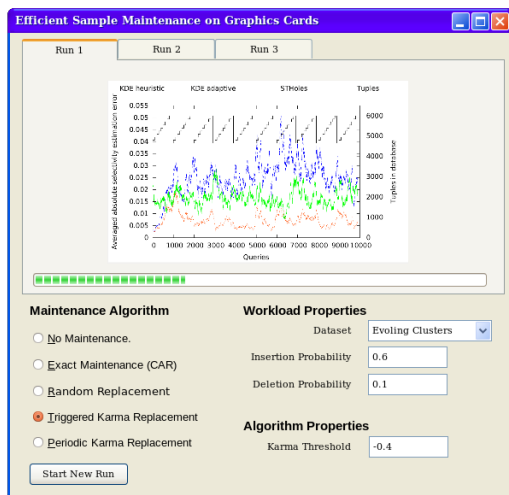 Efficient Sample Maintenance on Graphics Cards
Run 1
Run 2
Run 3
KDE heuristic
KDE adaptive
STHoles
Tuples
Averaged absolute selectivity estimation error
0.055
0.05
0.045
0.04
0.035
0.03
0.025
0.02
0.015
0.01
0.005
0
6000
5000
4000
3000
2000
1000
0
Tuples in database
0 1000 2000 3000 4000 5000 6000 7000 8000 9000 10000
Queries
Maintenance Algorithm
No Maintenance.
Exact Maintenance (CAR)
Random Replacement
Triggered Karma Replacement
Periodic Karma Replacement
Start New Run
Workload Properties
Dataset Evoling Clusters
Insertion Probability 0.6
Deletion Probability 0.1
Algorithm Properties
Karma Threshold -0.4